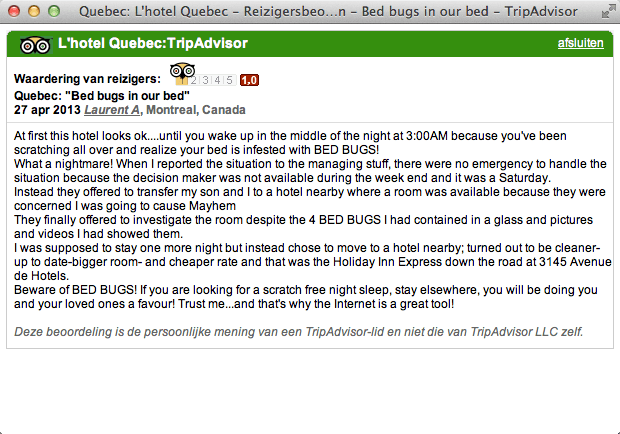 Quebec: L'hotel Quebec - Reizigersbeo...n - Bed bugs in our bed - TripAdvisor
L'hotel Quebec:TripAdvisor
afsluiten
Waardering van reizigers: 2 3 4 5 1,0
Quebec: "Bed bugs in our bed"
27 apr 2013 Laurent A, Montreal, Canada
At first this hotel looks ok....until you wake up in the middle of the night at 3:00AM because you've been
scratching all over and realize your bed is infested with BED BUGS!
What a nightmare! When I reported the situation to the managing stuff, there were no emergency to handle the
situation because the decision maker was not available during the week end and it was a Saturday.
Instead they offered to transfer my son and I to a hotel nearby where a room was available because they were
concerned I was going to cause Mayhem
They finally offered to investigate the room despite the 4 BED BUGS I had contained in a glass and pictures
and videos I had showed them.
I was supposed to stay one more night but instead chose to move to a hotel nearby; turned out to be cleaner-
up to date-bigger room- and cheaper rate and that was the Holiday Inn Express down the road at 3145 Avenue
de Hotels.
Beware of BED BUGS! If you are looking for a scratch free night sleep, stay elsewhere, you will be doing you
and your loved ones a favour! Trust me...and that's why the Internet is a great tool!
Deze beoordeling is de persoonlijke mening van een TripAdvisor-lid en niet die van TripAdvisor LLC zelf.